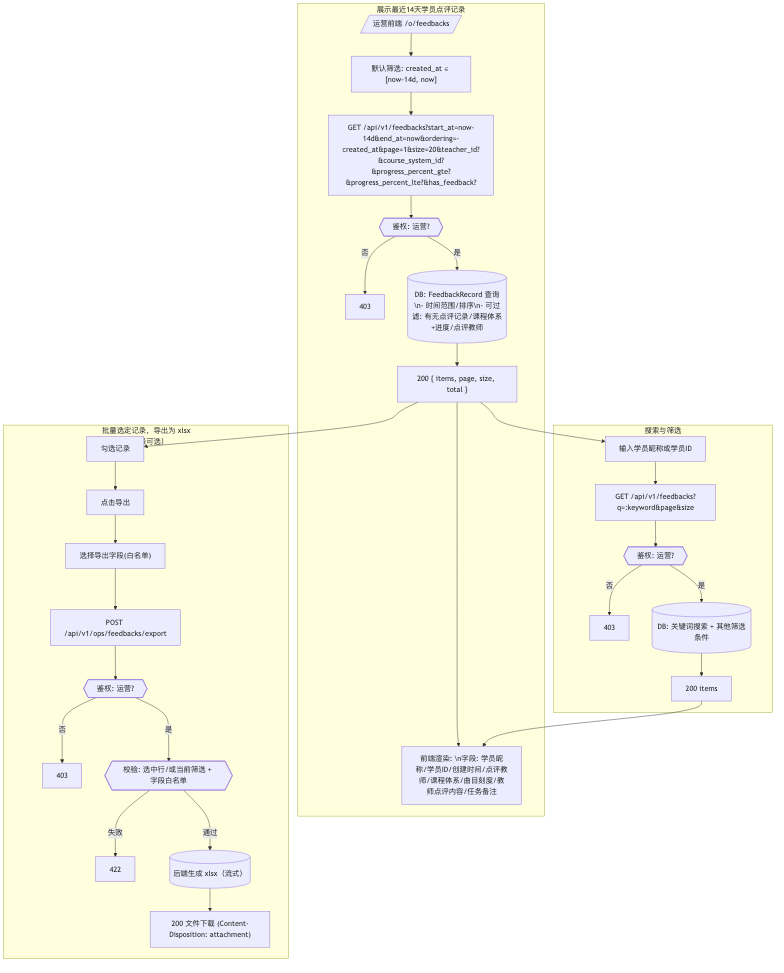 展示最近14天学员点评记录
运营前端 /o/feedbacks
默认筛选: created_at ∈
[now-14d, now]
GET /api/v1/feedbacks?start_at=now-
14d&end_at=now&ordering=-
created_at&page=1&size=20&teacher_id?
&course_system_id?
&progress_percent_gte?
&progress_percent_lte?&has_feedback?
鉴权: 运营?
否
是
403
DB: FeedbackRecord 查询
\n- 时间范围/排序\n- 可过
滤: 有无点评记录/课程体系
+进度/点评教师
200 { items, page, size,
total }
前端渲染: \n字段: 学员昵
称/学员ID/创建时间/点评教
师/课程体系/曲目刻度/教
师点评内容/任务备注
批量选定记录, 导出为 xlsx
(可选)
勾选记录
点击导出
选择导出字段(白名单)
POST
/api/v1/ops/feedbacks/export
鉴权: 运营?
否
是
403
校验: 选中行/或当前筛选 +
字段白名单
失败
通过
422
后端生成 xlsx（流式）
200 文件下载 (Content-
Disposition: attachment)
搜索与筛选
输入学员昵称或学员ID
GET /api/v1/feedbacks?
q=:keyword&page&size
鉴权: 运营?
否
是
403
DB: 关键词搜索 + 其他筛选
条件
200 items